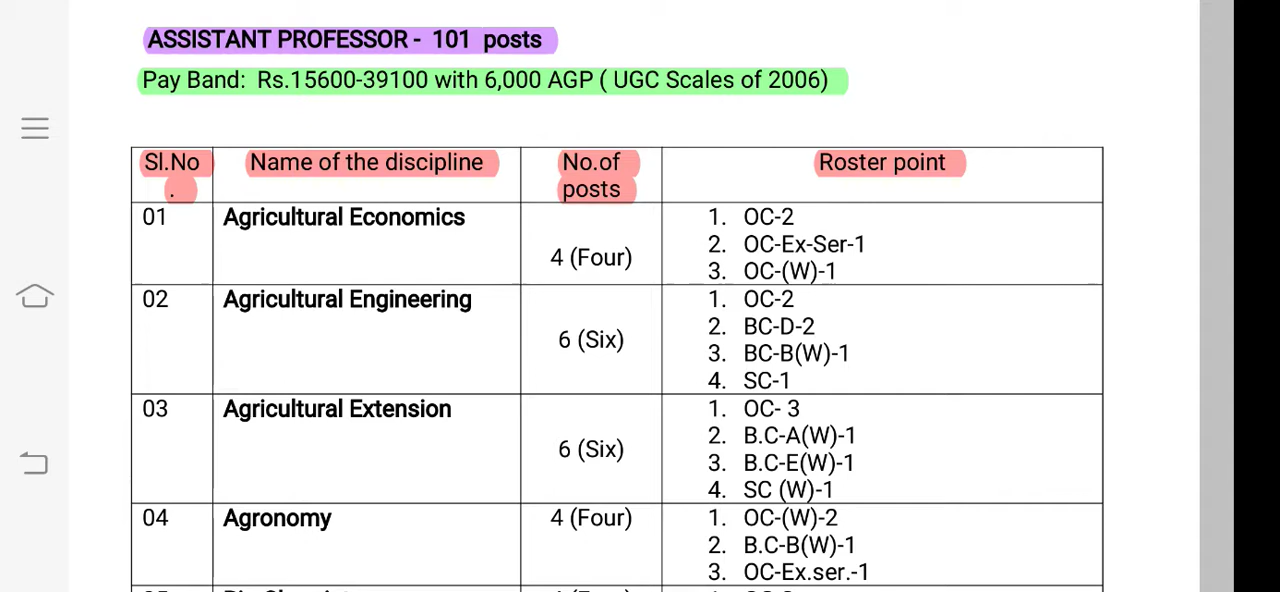 ASSISTANT PROFESSOR - 101 posts
Pay Band: Rs.15600-39100 with 6,000 AGP ( UGC Scales of 2006)
Sl.No . Name of the discipline No.of posts Roster point
01 Agricultural Economics 4 (Four)
1. OC-2
2. OC-Ex-Ser-1
3. OC-(W)-1
02 Agricultural Engineering 6 (Six)
1. OC-2
2. BC-D-2
3. BC-B(W)-1
4. SC-1
03 Agricultural Extension 6 (Six)
1. OC- 3
2. B.C-A(W)-1
3. B.C-E(W)-1
4. SC (W)-1
04 Agronomy 4 (Four)
1. OC-(W)-2
2. B.C-B(W)-1
3. OC-Ex.ser.-1